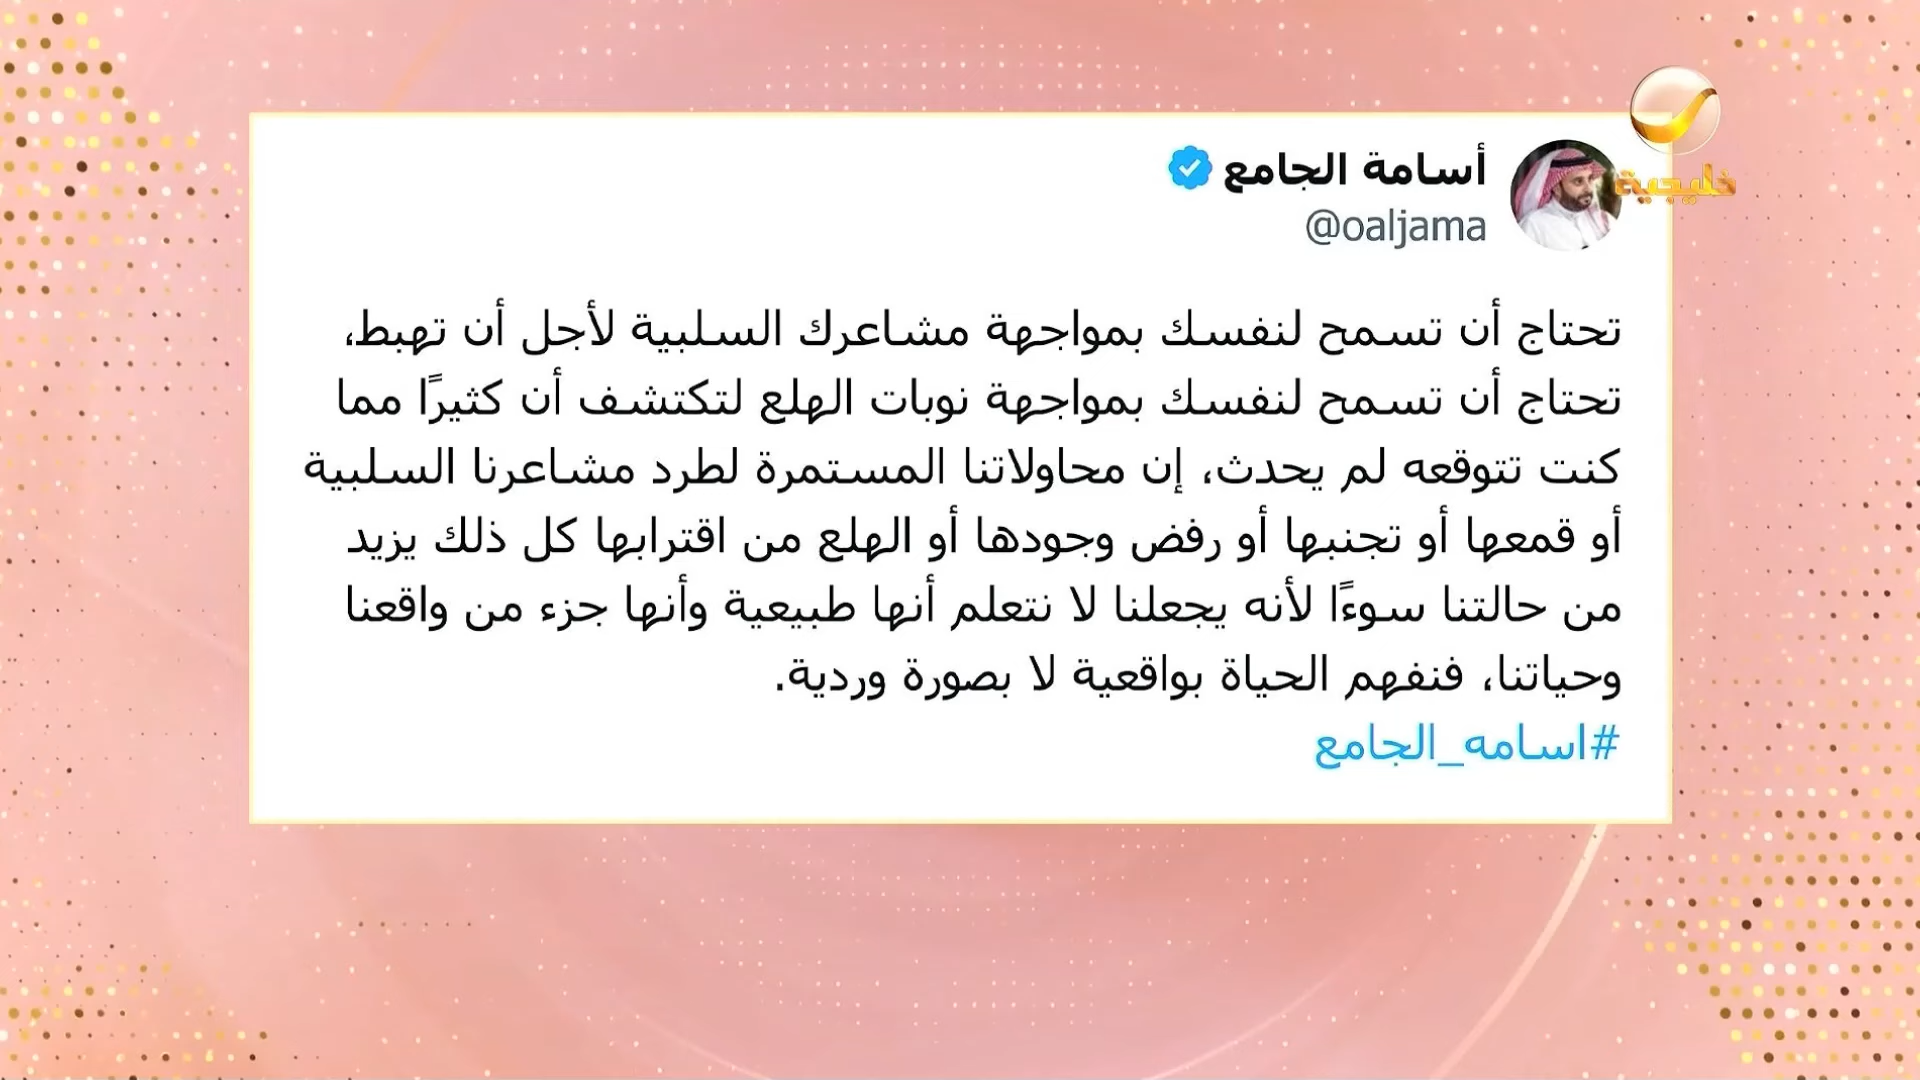 خليجية
أسامة الجامع
@oaljama
تحتاج أن تسمح لنفسك بمواجهة مشاعرك السلبية لأجل أن تهبط،
تحتاج أن تسمح لنفسك بمواجهة نوبات الهلع لتكتشف أن كثيرًا مما
كنت تتوقعه لم يحدث، إن محاولاتنا المستمرة لطرد مشاعرنا السلبية
أو قمعها أو تجنبها أو رفض وجودها أو الهلع من اقترابها كل ذلك يزيد
من حالتنا سوءًا لأنه يجعلنا لا نتعلم أنها طبيعية وأنها جزء من واقعنا
وحياتنا، فنفهم الحياة بواقعية لا بصورة وردية.
#اسامه_الجامع